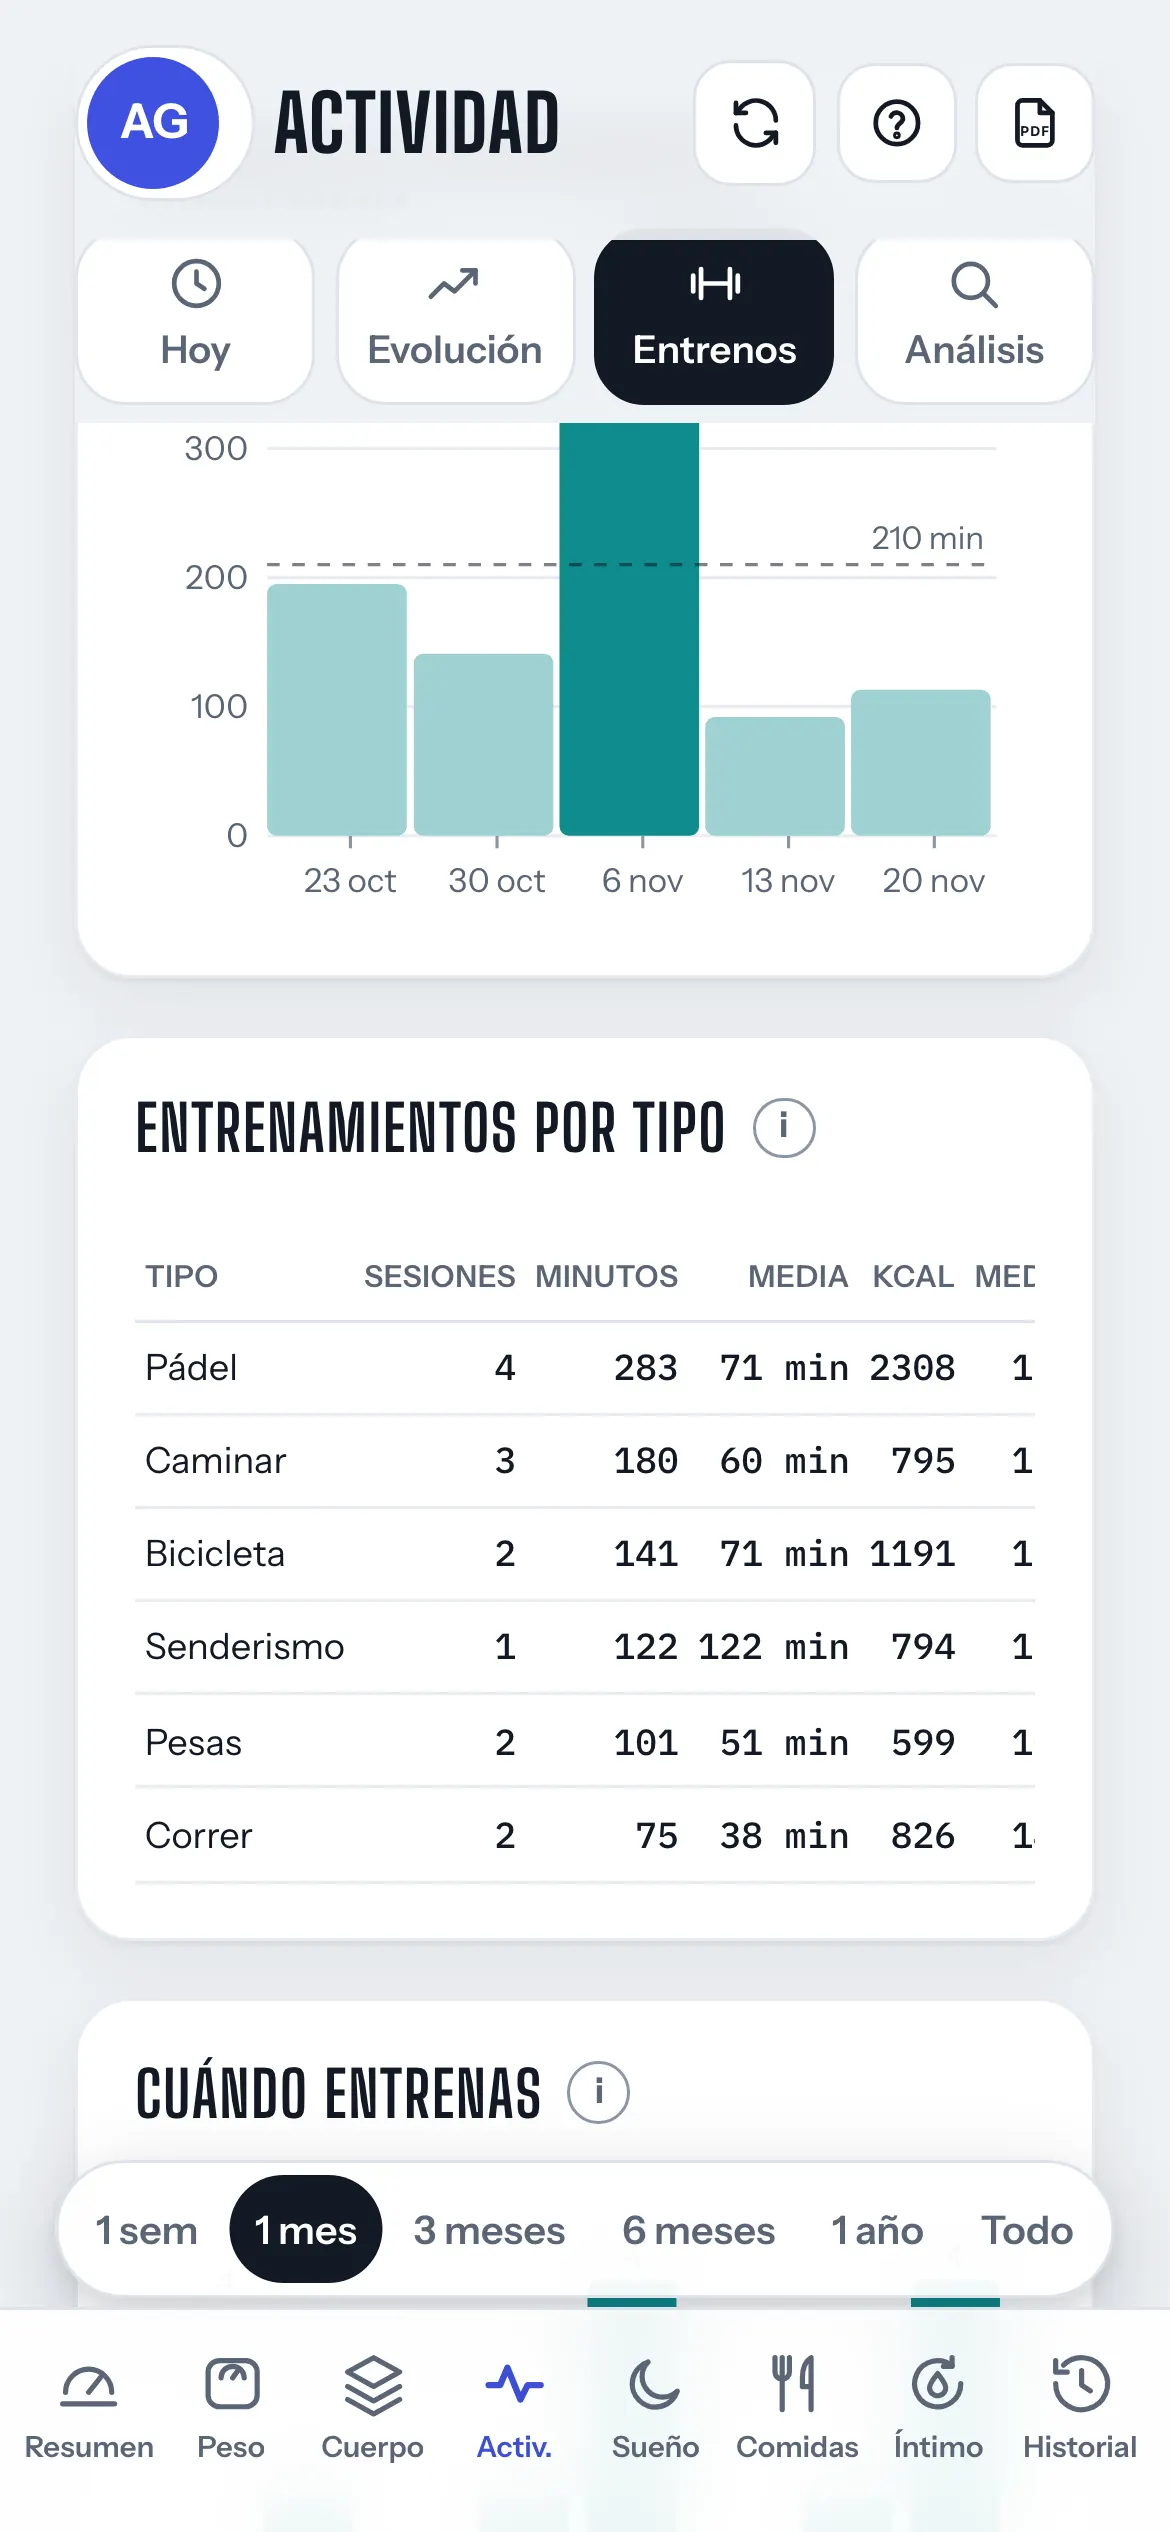 AG ACTIVIDAD PDF
Hoy Evolución Entrenos Análisis
300
210 min
200
100
0
23 oct 30 oct 6 nov 13 nov 20 nov
ENTRENAMIENTOS POR TIPO i
TIPO SESIONES MINUTOS MEDIA KCAL MED
Pádel 4 283 71 min 2308 1
Caminar 3 180 60 min 795 1
Bicicleta 2 141 71 min 1191 1
Senderismo 1 122 122 min 794 1
Pesas 2 101 51 min 599 1
Correr 2 75 38 min 826 1
CUÁNDO ENTRENAS i
1 sem 1 mes 3 meses 6 meses 1 año Todo
Resumen Peso Cuerpo Activ. Sueño Comidas Íntimo Historial